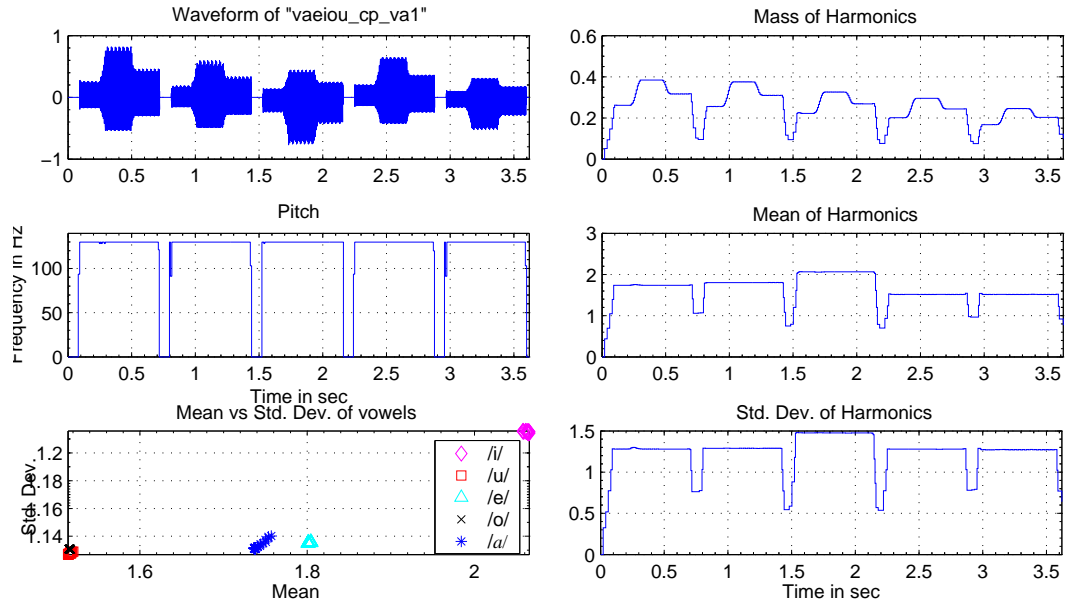 Waveform of "vaeiou_cp_va1"
1
0
−1
0 0.5 1 1.5 2 2.5 3 3.5
Mass of Harmonics
0.6
0.4
0.2
0
0 0.5 1 1.5 2 2.5 3 3.5
Pitch
Frequency in Hz
100
50
0
0 0.5 1 1.5 2 2.5 3 3.5
Time in sec
Mean of Harmonics
3
2
1
0
0 0.5 1 1.5 2 2.5 3 3.5
Mean vs Std. Dev. of vowels
Std. Dev.
1.2
1.18
1.16
1.14
1.6 1.8 2
Mean
/i/
/u/
/e/
/o/
/a/
Std. Dev. of Harmonics
1.5
1
0.5
0
0 0.5 1 1.5 2 2.5 3 3.5
Time in sec